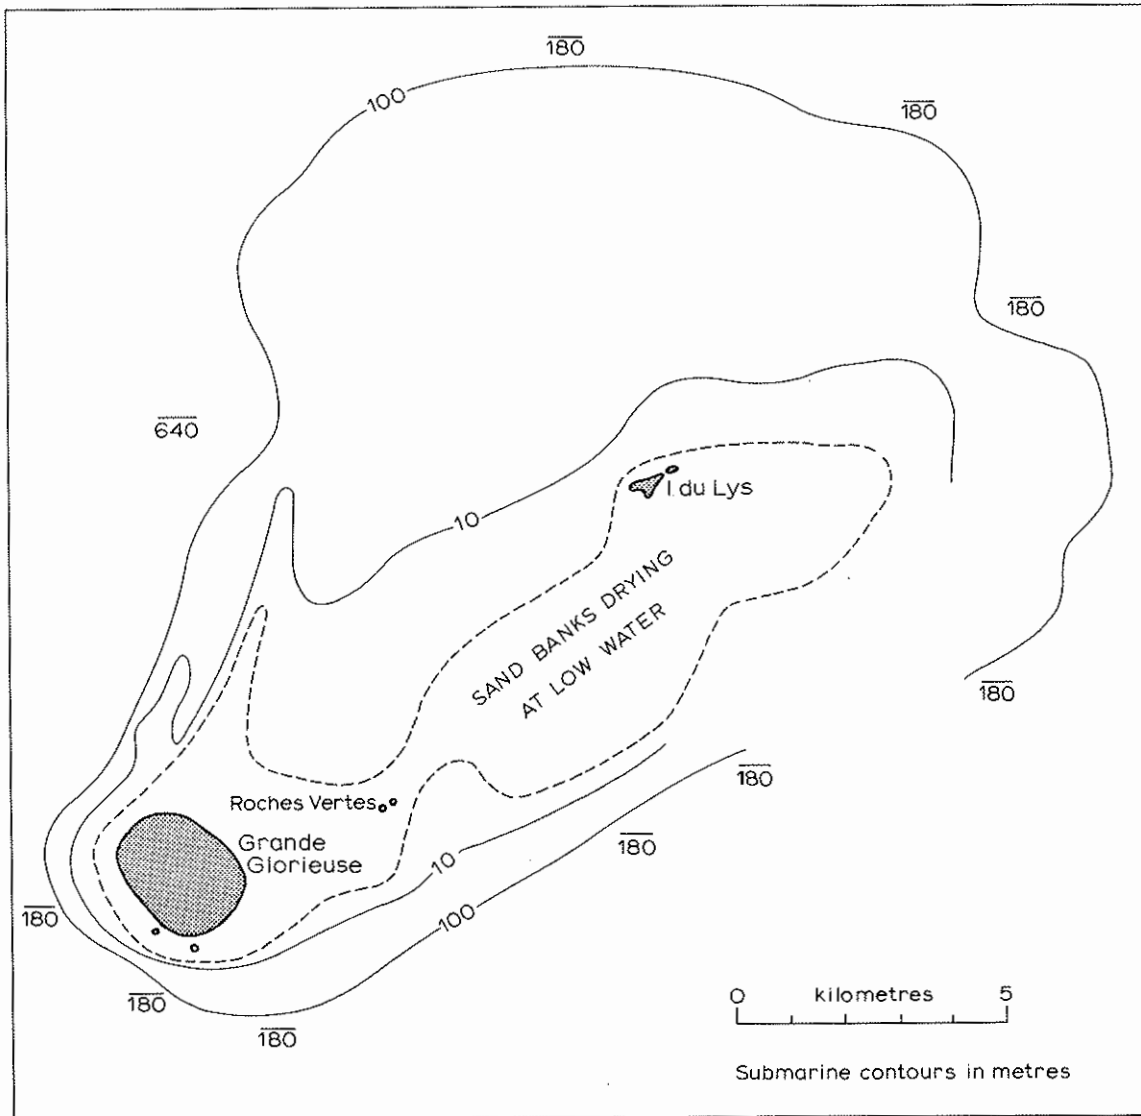 180
100
180
180
640
I. du Lys
10
SAND BANKS DRYING
AT LOW WATER
180
180
Roches Vertes
Grande
Glorieuse
10
180
180
100
180
180
0 kilometres 5
Submarine contours in metres